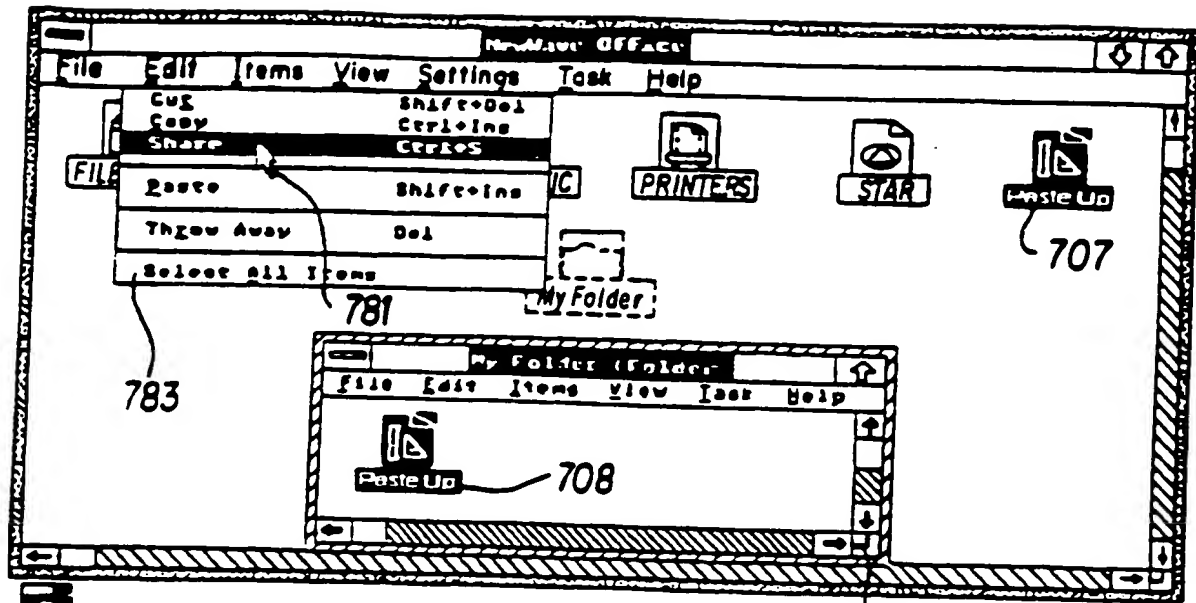 NewWave Office
File Edit Items View Settings Task Help
Cut Shift+Del
Copy Ctrl+Ins
Share Ctrl+S
Paste Shift+Ins
Throw Away Del
Select All Items
FILE
IC
PRINTERS
STAR
Paste Up
707
My Folder
781
783
My Folder (Folder
File Edit Items View Task Help
Paste Up
708